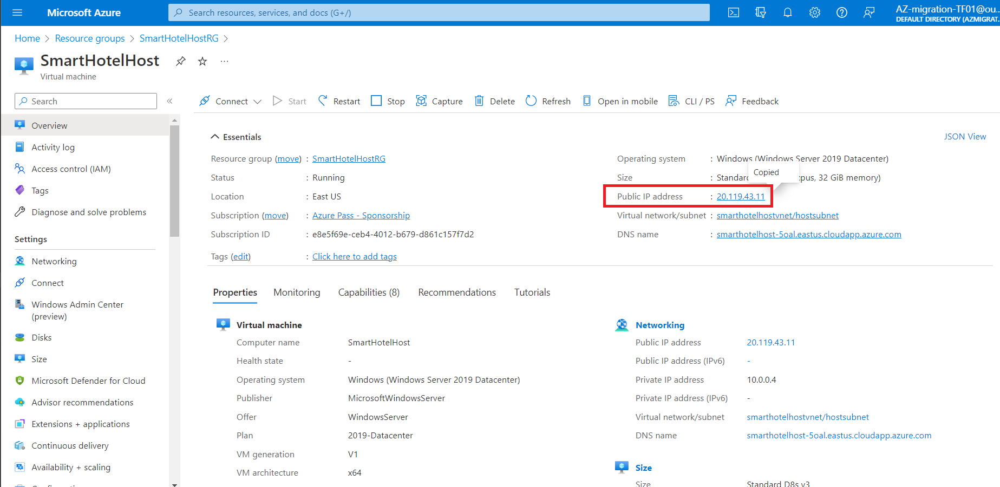 Microsoft Azure
Search resources, services, and docs (G+/)
AZ-migration-TF01@ou...
DEFAULT DIRECTORY (AZMIGRAT...
Home > Resource groups > SmartHotelHostRG >
SmartHotelHost
...
Virtual machine
Search
«
Connect
Start
Restart
Stop
Capture
Delete
Refresh
Open in mobile
CLI / PS
Feedback
Overview
Activity log
Access control (IAM)
Tags
Diagnose and solve problems
Settings
Networking
Connect
Windows Admin Center
(preview)
Disks
Size
Microsoft Defender for Cloud
Advisor recommendations
Extensions + applications
Continuous delivery
Availability + scaling
Essentials
JSON View
Resource group (move) : SmartHotelHostRG
Status : Running
Location : East US
Subscription (move) : Azure Pass - Sponsorship
Subscription ID : e8e5f69e-ceb4-4012-b679-d861c157f7d2
Tags (edit) : Click here to add tags
Operating system : Windows (Windows Server 2019 Datacenter)
Copied
Size : Standar cpus, 32 GiB memory)
Public IP address : 20.119.43.11
Virtual network/subnet : smarthotelhostvnet/hostsubnet
DNS name : smarthotelhost-5oal.eastus.cloudapp.azure.com
Properties
Monitoring
Capabilities (8)
Recommendations
Tutorials
Virtual machine
Computer name SmartHotelHost
Health state -
Operating system Windows (Windows Server 2019 Datacenter)
Publisher MicrosoftWindowsServer
Offer WindowsServer
Plan 2019-Datacenter
VM generation V1
VM architecture x64
Networking
Public IP address 20.119.43.11
Public IP address (IPv6) -
Private IP address 10.0.0.4
Private IP address (IPv6) -
Virtual network/subnet smarthotelhostvnet/hostsubnet
DNS name smarthotelhost-5oal.eastus.cloudapp.azure.com
Size
Size Standard D8s v3